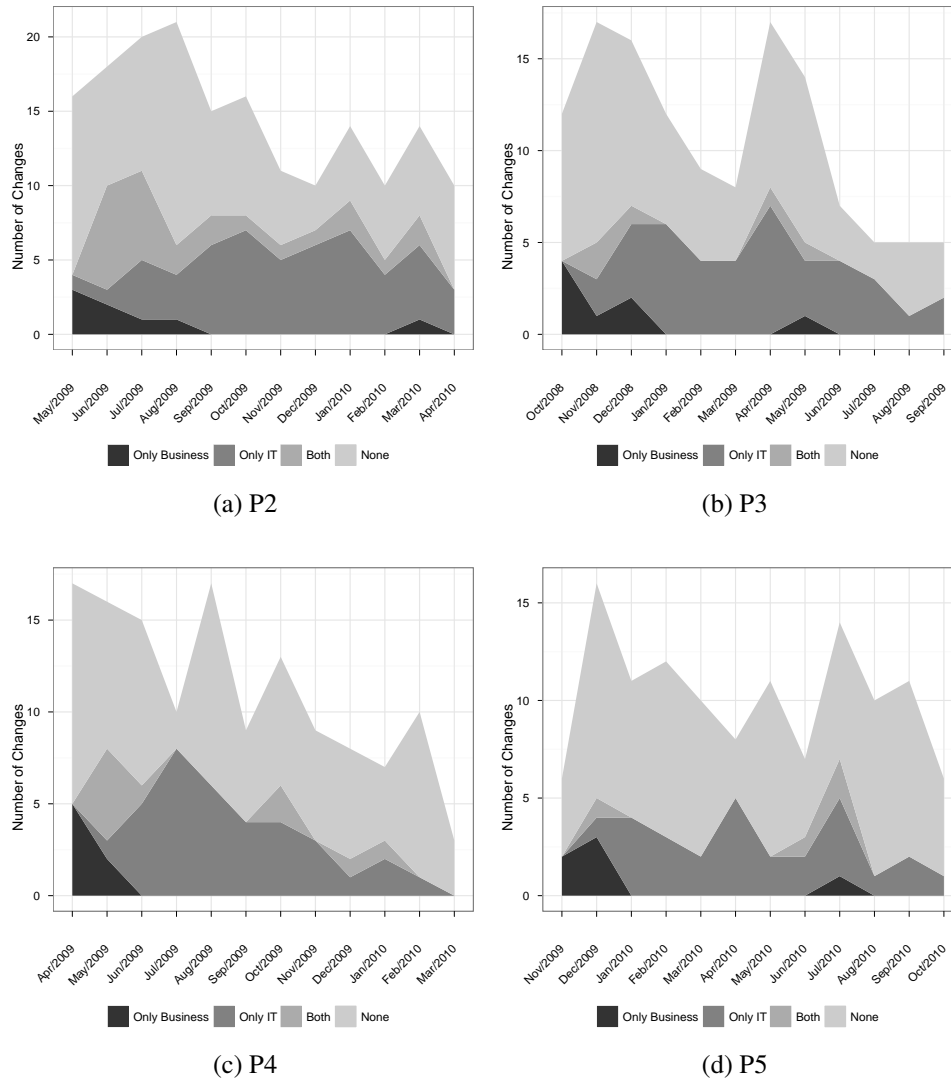 Number of Changes
20
15
10
5
0
May/2009
Jun/2009
Jul/2009
Aug/2009
Sep/2009
Oct/2009
Nov/2009
Dec/2009
Jan/2010
Feb/2010
Mar/2010
Apr/2010
Only Business Only IT Both None
(a) P2
Number of Changes
15
10
5
0
Oct/2008
Nov/2008
Dec/2008
Jan/2009
Feb/2009
Mar/2009
Apr/2009
May/2009
Jun/2009
Jul/2009
Aug/2009
Sep/2009
Only Business Only IT Both None
(b) P3
Number of Changes
15
10
5
0
Apr/2009
May/2009
Jun/2009
Jul/2009
Aug/2009
Sep/2009
Oct/2009
Nov/2009
Dec/2009
Jan/2010
Feb/2010
Mar/2010
Only Business Only IT Both None
(c) P4
Number of Changes
15
10
5
0
Nov/2009
Dec/2009
Jan/2010
Feb/2010
Mar/2010
Apr/2010
May/2010
Jun/2010
Jul/2010
Aug/2010
Sep/2010
Oct/2010
Only Business Only IT Both None
(d) P5